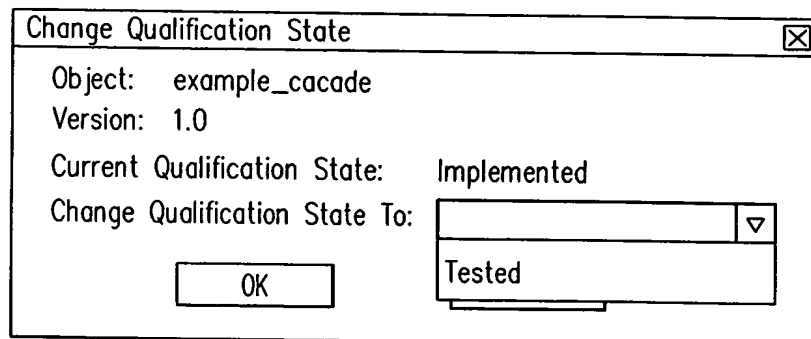 Change Qualification State
Object: example_cacade
Version: 1.0
Current Qualification State: Implemented
Change Qualification State To:
Tested
OK